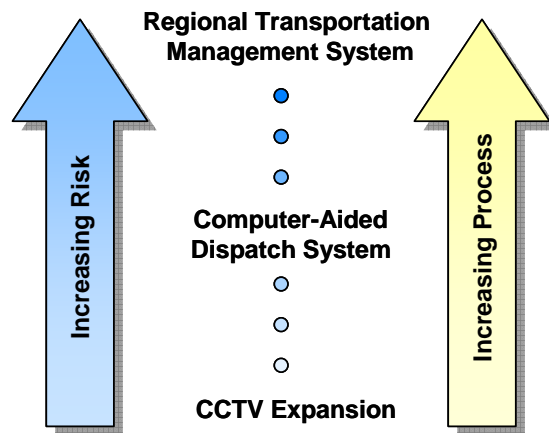 Regional Transportation
Management System
Increasing Risk
Computer-Aided
Dispatch System
Increasing Process
CCTV Expansion